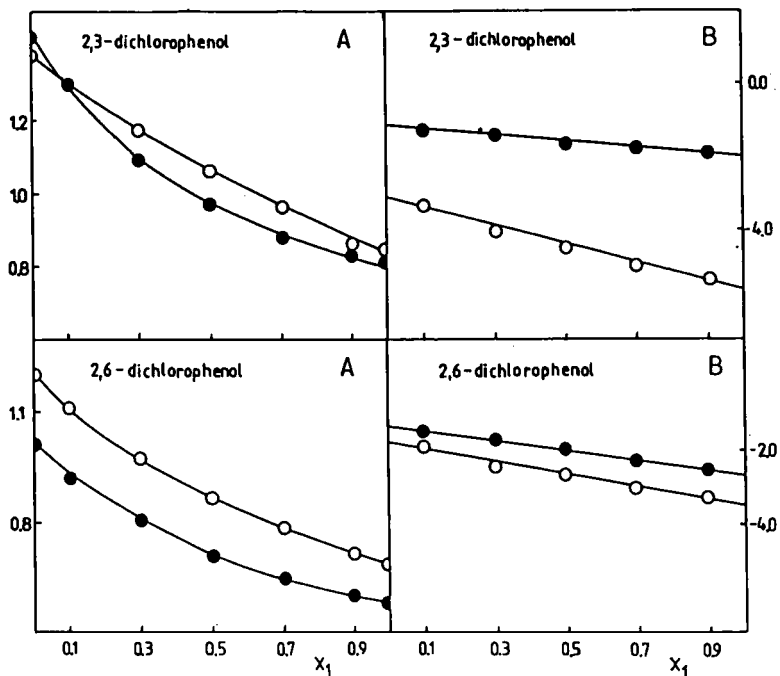 2,3-dichlorophenol A
2,3-dichlorophenol B
0.0
1.2
1.0
4.0
0.8
2,6-dichlorophenol A
2,6-dichlorophenol B
1.1
-2.0
0.8
-4.0
0.1 0.3 0.5 0.7 0.9
X₁
0.1 0.3 0,5 0.7 0.9
X₁